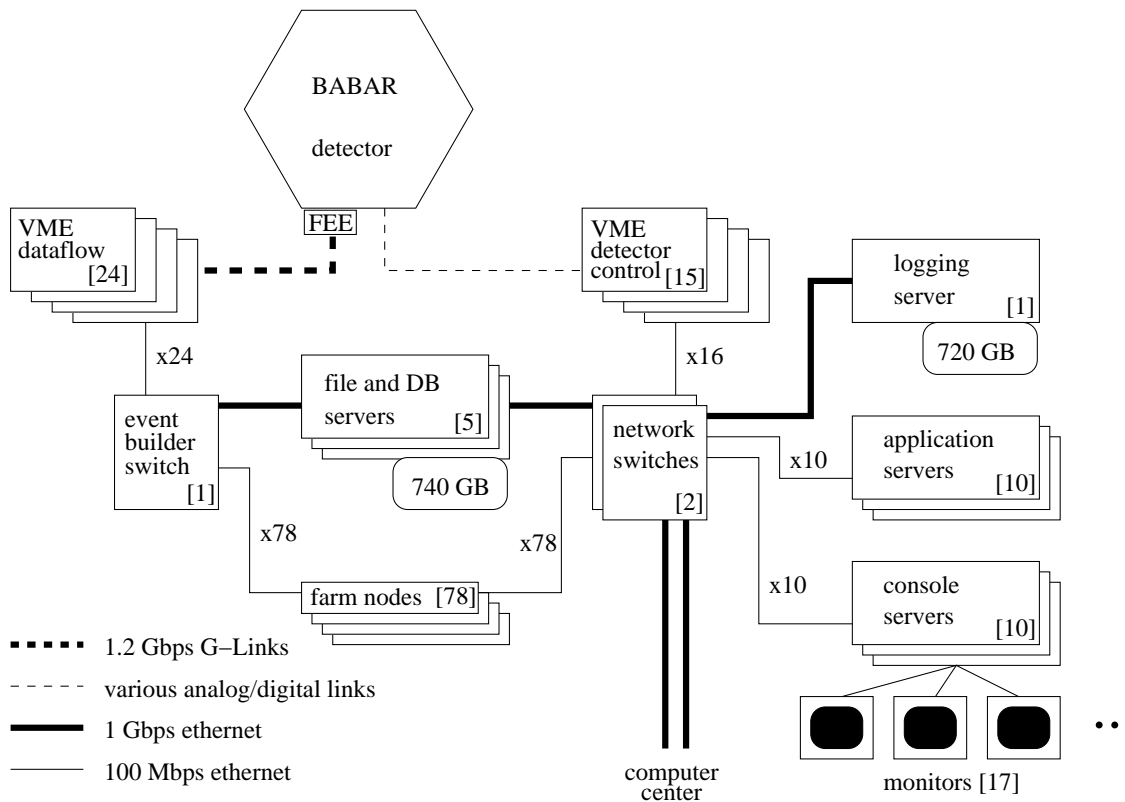 BABAR
detector
FEE
VME
dataflow
[24]
VME
detector
control
[15]
logging
server
[1]
720 GB
x24
x16
file and DB
servers
[5]
740 GB
event
builder
switch
[1]
network
switches
[2]
application
servers
[10]
x10
x78
x78
x10
farm nodes [78]
console
servers
[10]
1.2 Gbps G–Links
various analog/digital links
1 Gbps ethernet
100 Mbps ethernet
computer
center
monitors [17]